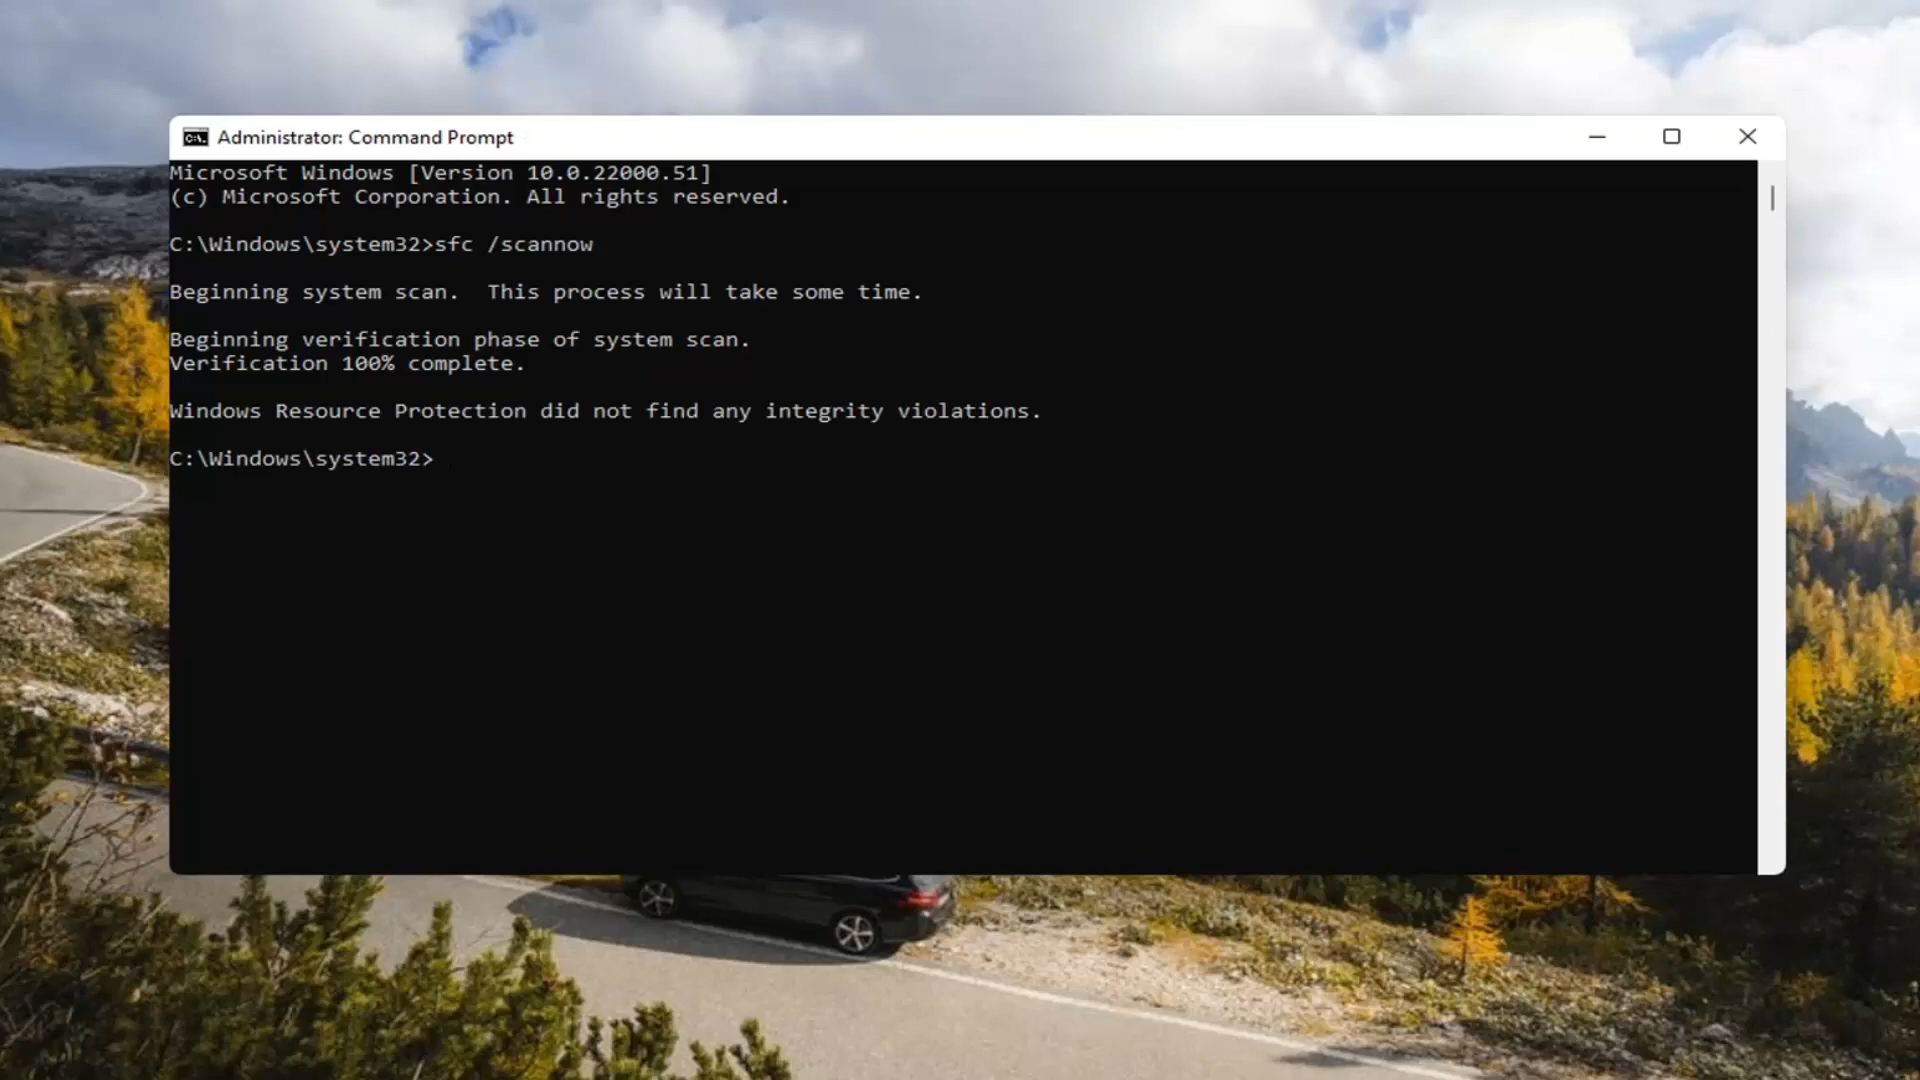 Administrator: Command Prompt
Microsoft Windows [Version 10.0.22000.51]
(c) Microsoft Corporation. All rights reserved.
C:\Windows\system32>sfc /scannow
Beginning system scan.  This process will take some time.
Beginning verification phase of system scan.
Verification 100% complete.
Windows Resource Protection did not find any integrity violations.
C:\Windows\system32>